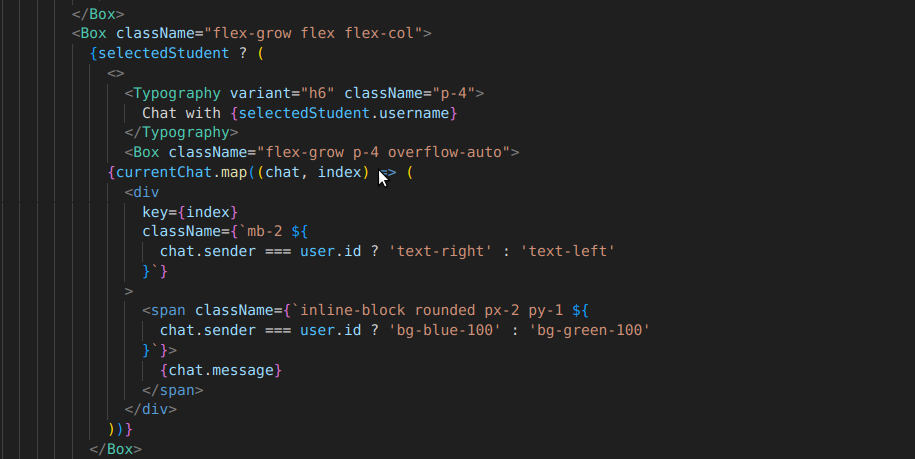 </Box>
<Box className="flex-grow flex flex-col">
{selectedStudent ? (
<>
<Typography variant="h6" className="p-4">
Chat with {selectedStudent.username}
</Typography>
<Box className="flex-grow p-4 overflow-auto">
{currentChat.map((chat, index) => (
<div
key={index}
className={`mb-2 ${
chat.sender === user.id ? 'text-right' : 'text-left'
}`}
>
<span className={`inline-block rounded px-2 py-1 ${
chat.sender === user.id ? 'bg-blue-100' : 'bg-green-100'
}`}>
{chat.message}
</span>
</div>
))}
</Box>